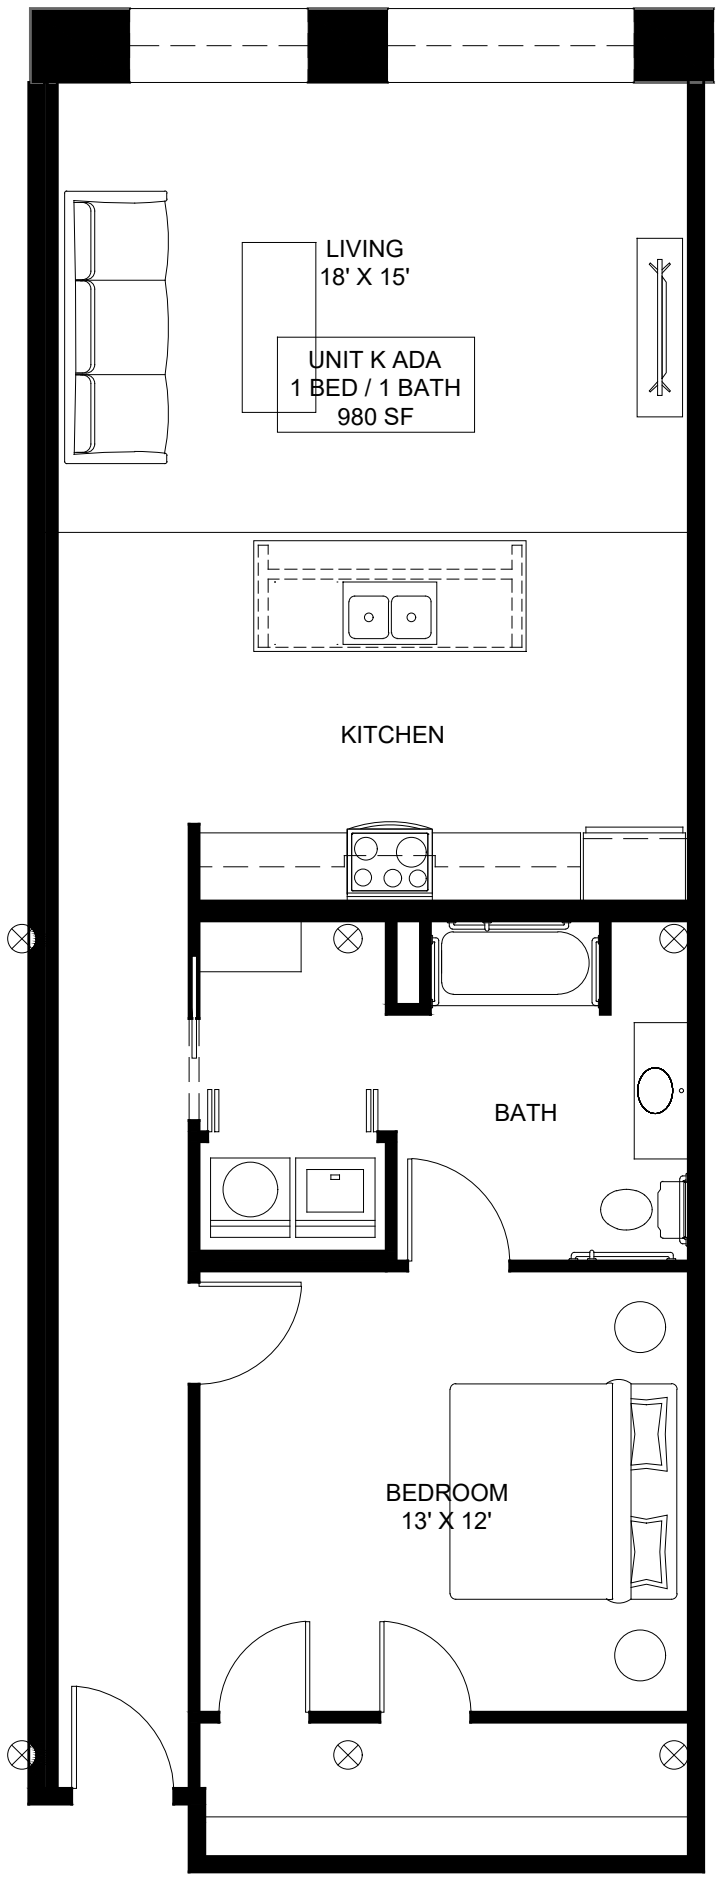 LIVING
18' X 15'
UNIT K ADA
1 BED / 1 BATH
980 SF
KITCHEN
BATH
BEDROOM
13' X 12'